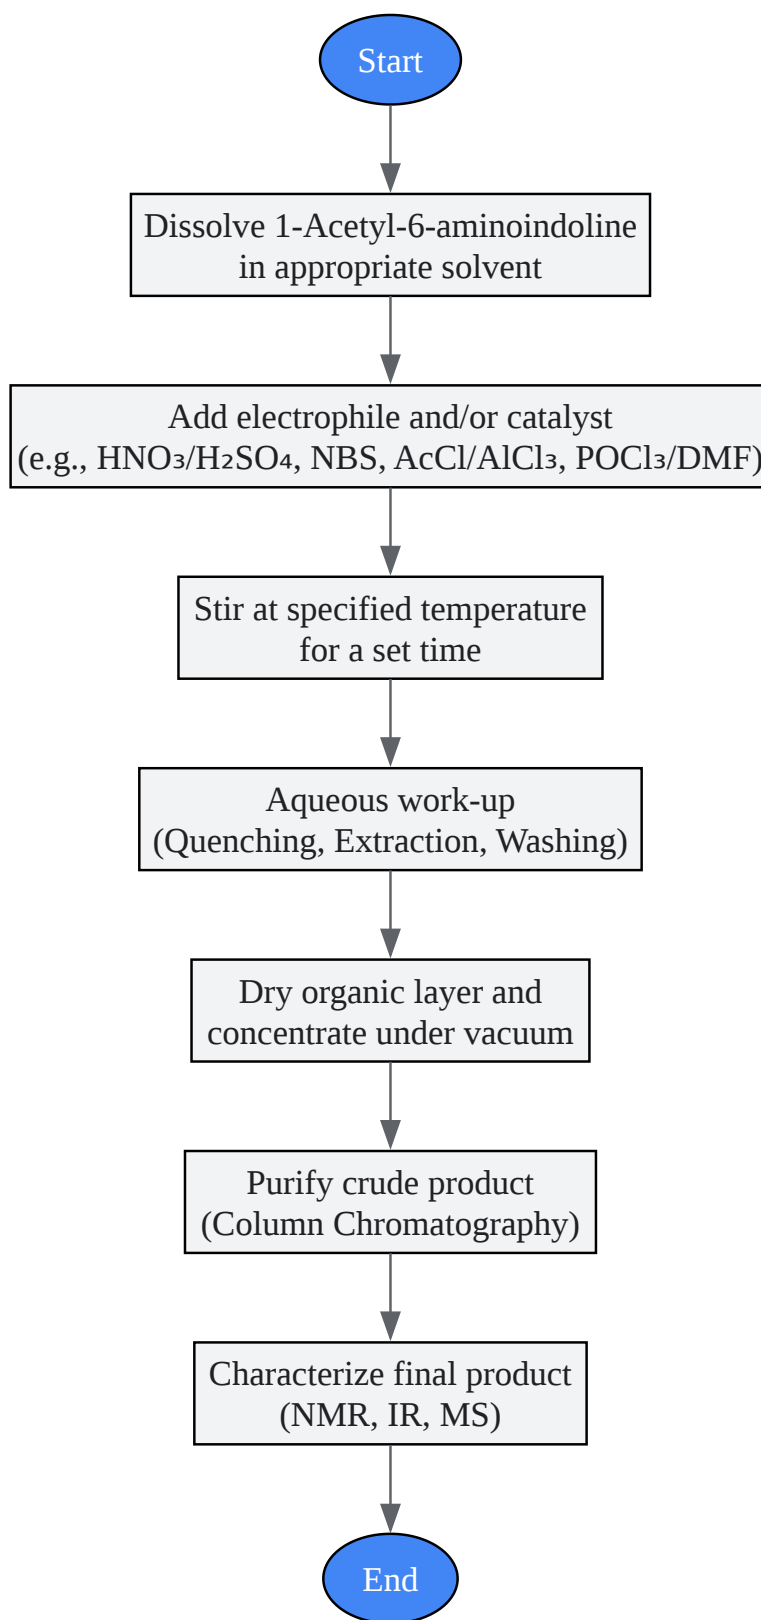 Start
Dissolve 1-Acetyl-6-aminoindoline
in appropriate solvent
Add electrophile and/or catalyst
(e.g., HNO₃/H₂SO₄, NBS, AcCl/AlCl₃, POCl₃/DMF)
Stir at specified temperature
for a set time
Aqueous work-up
(Quenching, Extraction, Washing)
Dry organic layer and
concentrate under vacuum
Purify crude product
(Column Chromatography)
Characterize final product
(NMR, IR, MS)
End